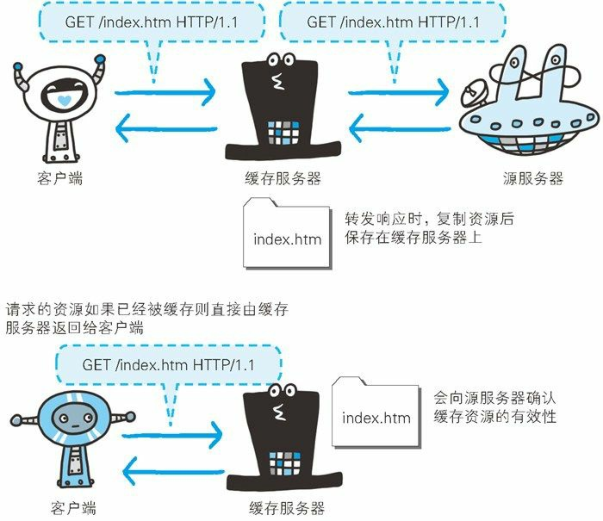 GET /index.htm HTTP/1.1
GET /index.htm HTTP/1.1
客户端
缓存服务器
源服务器
index.htm
转发响应时，复制资源后
保存在缓存服务器上
请求的资源如果已经被缓存则直接由缓存
服务器返回给客户端
GET /index.htm HTTP/1.1
index.htm
会向源服务器确认
缓存资源的有效性
客户端
缓存服务器